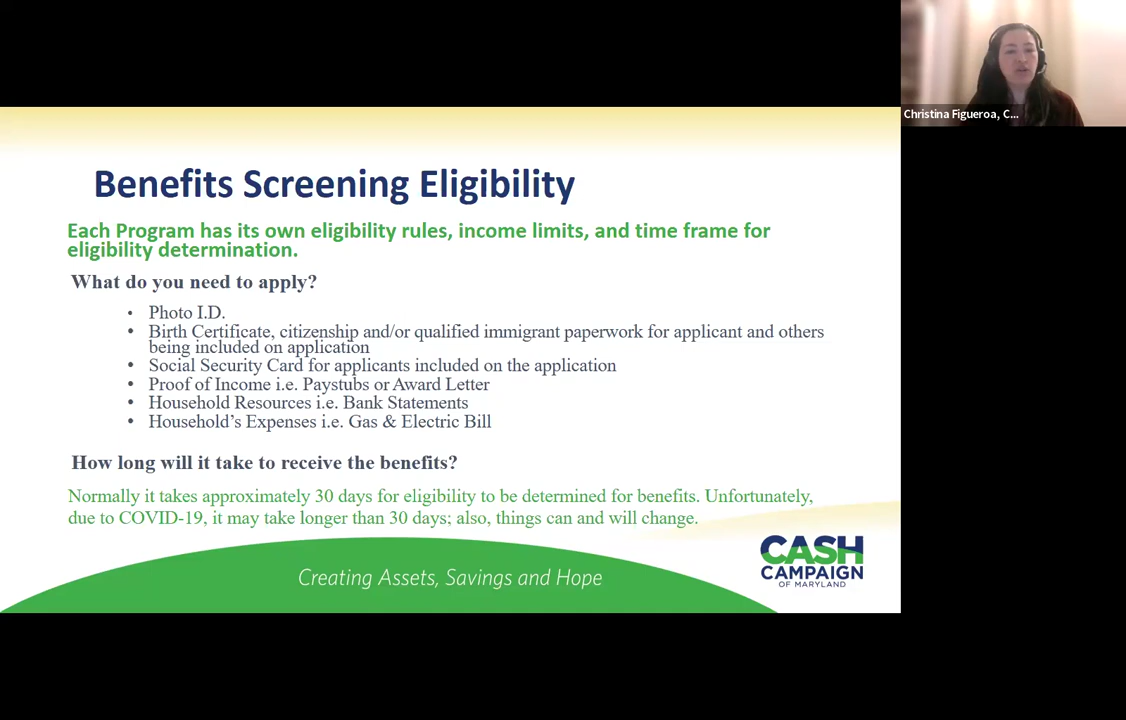 Christina Figueroa, C...
Benefits Screening Eligibility
Each Program has its own eligibility rules, income limits, and time frame for
eligibility determination.
What do you need to apply?
• Photo I.D.
• Birth Certificate, citizenship and/or qualified immigrant paperwork for applicant and others
being included on application
• Social Security Card for applicants included on the application
• Proof of Income i.e. Paystubs or Award Letter
• Household Resources i.e. Bank Statements
• Household’s Expenses i.e. Gas & Electric Bill
How long will it take to receive the benefits?
Normally it takes approximately 30 days for eligibility to be determined for benefits. Unfortunately,
due to COVID-19, it may take longer than 30 days; also, things can and will change.
Creating Assets, Savings and Hope
CASH
CAMPAIGN
OF MARYLAND